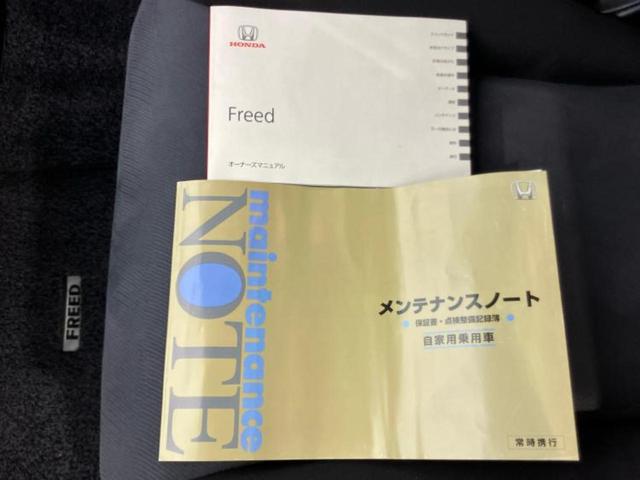 HONDA
Freed
オーナーズマニュアル
maintenance
NOTE
メンテナンスノート
保証書・点検整備記録簿
自家用乗用車
常時携行
FREED